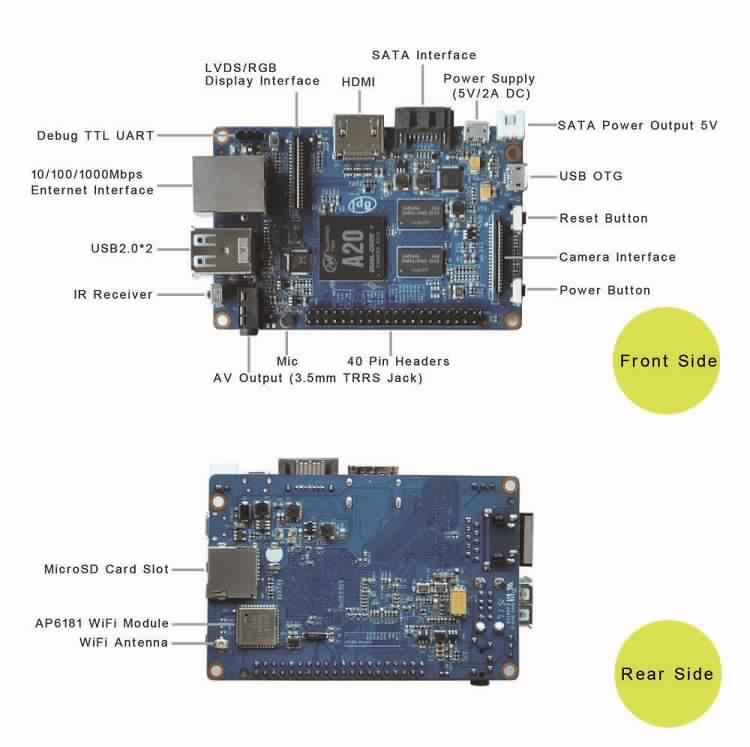 SATA Interface
LVDS/RGB
Display Interface
HDMI
Power Supply
(5V/2A DC)
Debug TTL UART
SATA Power Output 5V
10/100/1000Mbps
Enternet Interface
USB OTG
bpi
Reset Button
A20
USB2.0*2
Camera Interface
IR Receiver
Power Button
Mic
40 Pin Headers
AV Output (3.5mm TRRS Jack)
Front Side
MicroSD Card Slot
AP6181 WiFi Module
WiFi Antenna
Rear Side